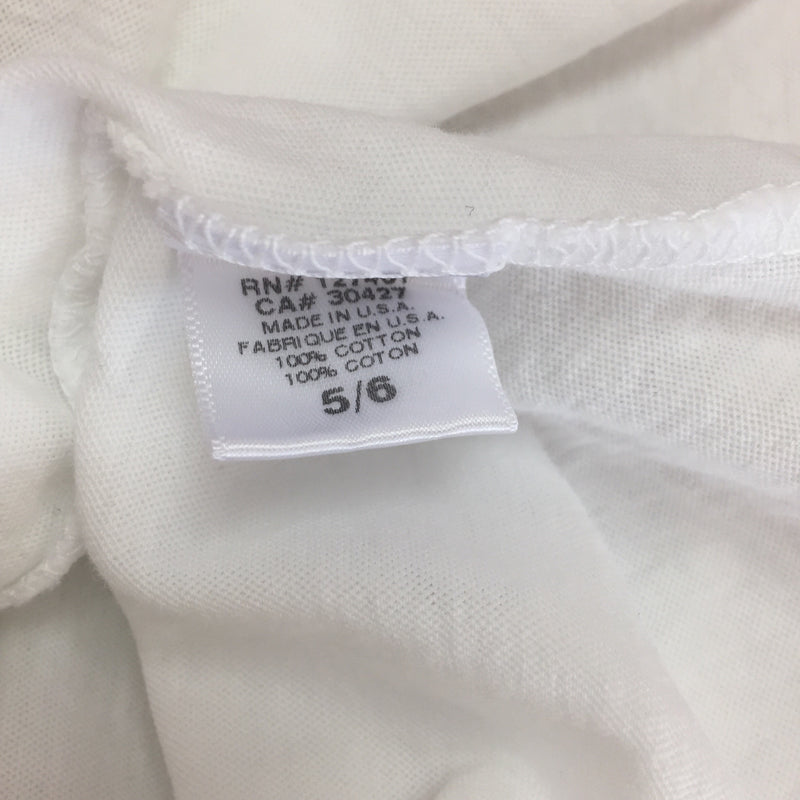 RN#
CA# 30427
MADE IN U.S.A.
FABRIQUE EN U.S.A.
100% COTTON
100% COTON
5/6